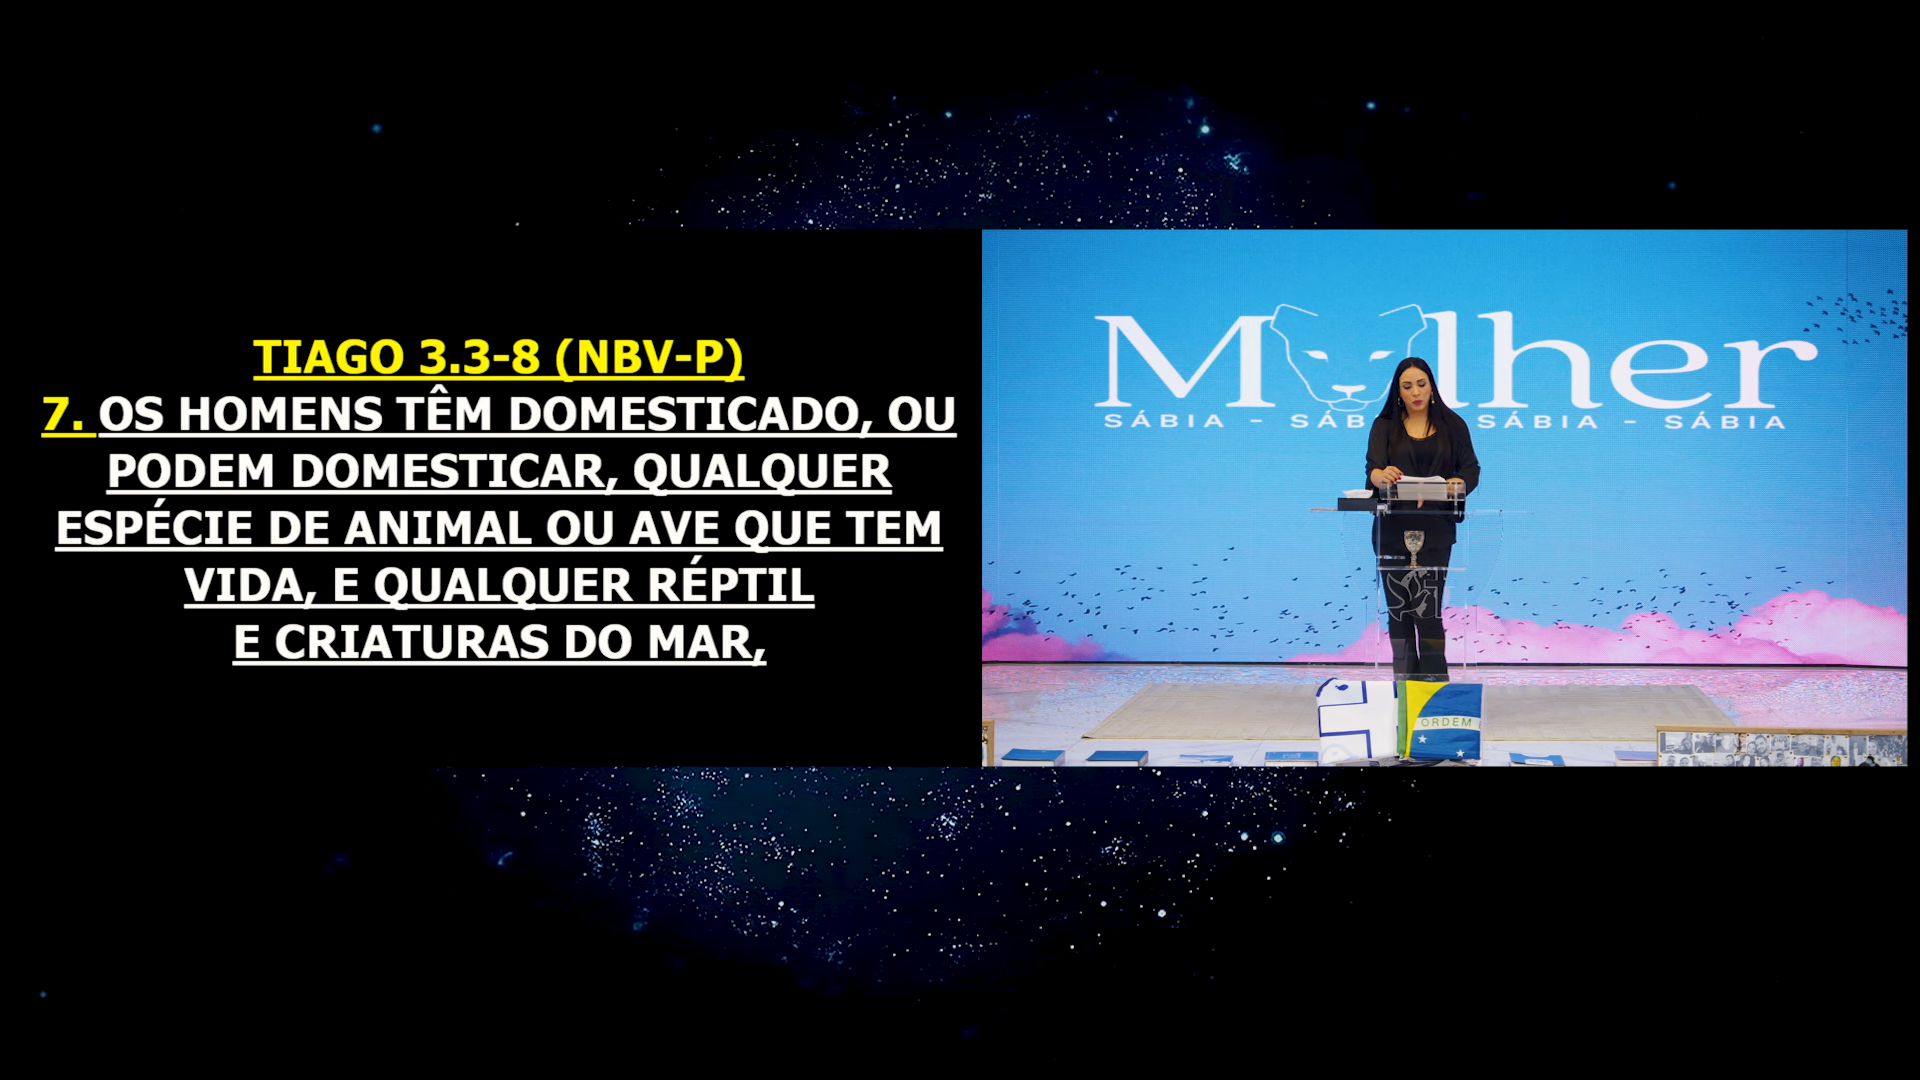 TIAGO 3.3-8 (NBV-P)
7. OS HOMENS TÊM DOMESTICADO, OU
PODEM DOMESTICAR, QUALQUER
ESPÉCIE DE ANIMAL OU AVE QUE TEM
VIDA, E QUALQUER RÉPTIL
E CRIATURAS DO MAR,
Mulher
SÁBIA - SÁB SÁBIA - SÁBIA
ORDEM